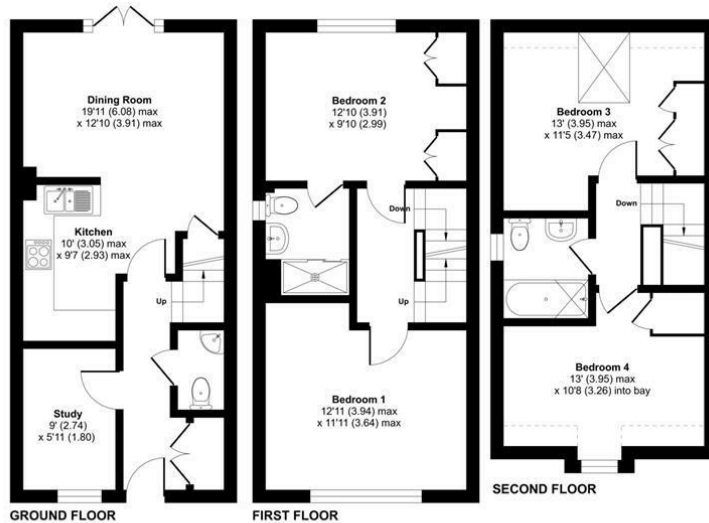 Dining Room
19'11 (6.08) max
x 12'10 (3.91) max
Kitchen
10' (3.05) max
x 9'7 (2.93) max
Up
Study
9' (2.74)
x 5'11 (1.80)
GROUND FLOOR
Bedroom 2
12'10 (3.91)
x 9'10 (2.99)
Down
Up
Bedroom 1
12'11 (3.94) max
x 11'11 (3.64) max
FIRST FLOOR
Bedroom 3
13' (3.95) max
x 11'5 (3.47) max
Down
Bedroom 4
13' (3.95) max
x 10'8 (3.26) into bay
SECOND FLOOR